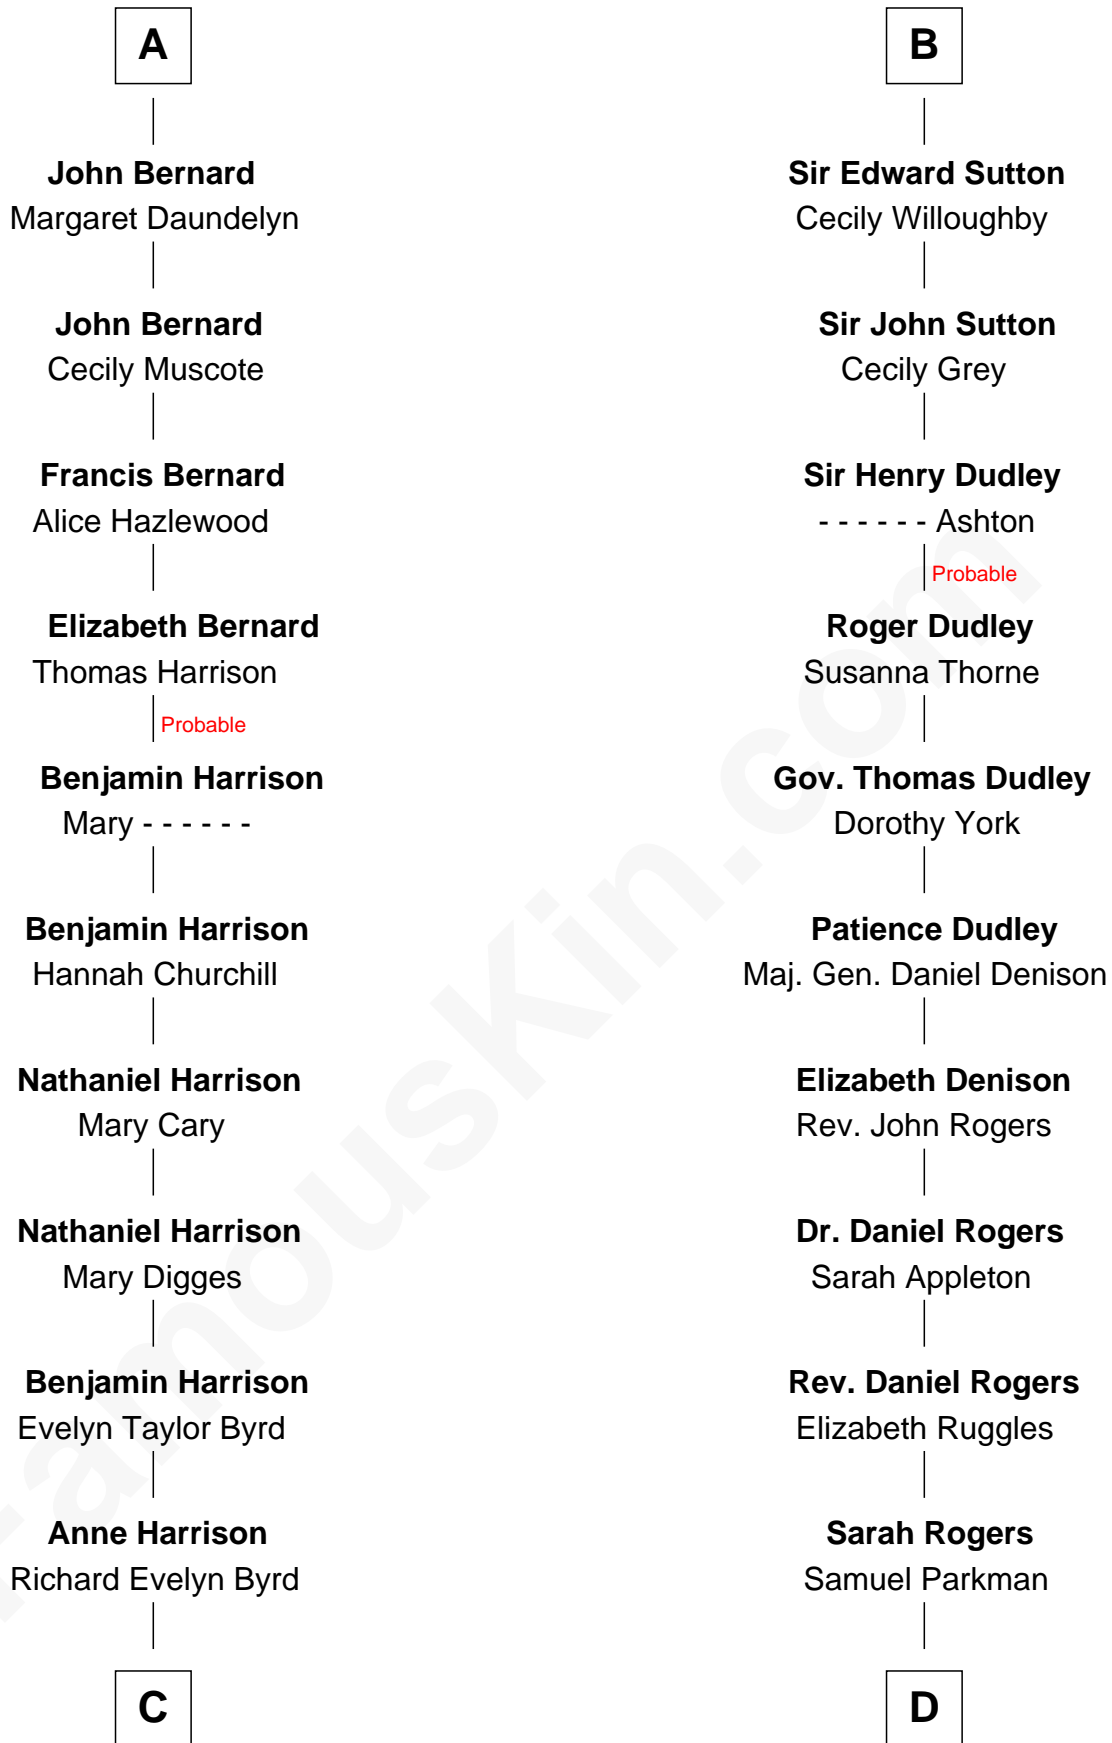 A
John Bernard
Margaret Daundelyn
John Bernard
Cecily Muscote
Francis Bernard
Alice Hazlewood
Elizabeth Bernard
Thomas Harrison
Probable
Benjamin Harrison
Mary - - - - - -
Benjamin Harrison
Hannah Churchill
Nathaniel Harrison
Mary Cary
Nathaniel Harrison
Mary Digges
Benjamin Harrison
Evelyn Taylor Byrd
Anne Harrison
Richard Evelyn Byrd
C
B
Sir Edward Sutton
Cecily Willoughby
Sir John Sutton
Cecily Grey
Sir Henry Dudley
- - - - - - Ashton
Probable
Roger Dudley
Susanna Thorne
Gov. Thomas Dudley
Dorothy York
Patience Dudley
Maj. Gen. Daniel Denison
Elizabeth Denison
Rev. John Rogers
Dr. Daniel Rogers
Sarah Appleton
Rev. Daniel Rogers
Elizabeth Ruggles
Sarah Rogers
Samuel Parkman
D
FamousKin.com